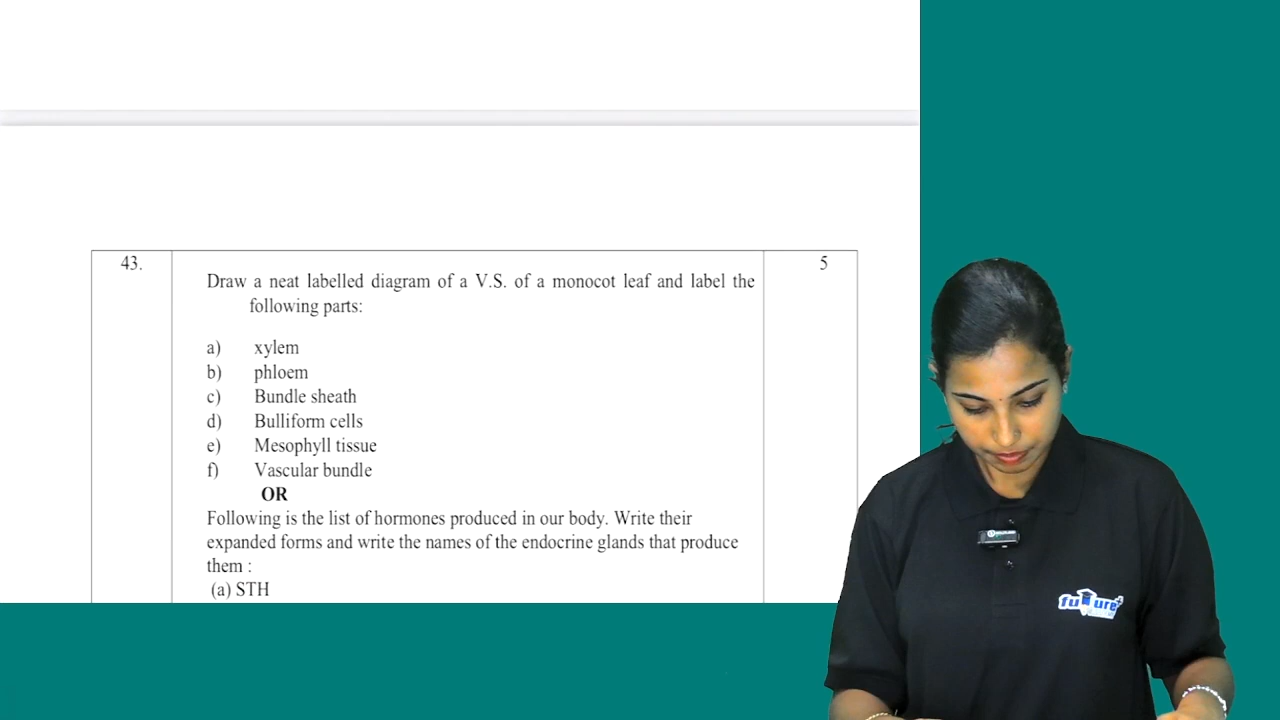 43.
5
Draw a neat labelled diagram of a V.S. of a monocot leaf and label the
following parts:
a) xylem
b) phloem
c) Bundle sheath
d) Bulliform cells
e) Mesophyll tissue
f) Vascular bundle
OR
Following is the list of hormones produced in our body. Write their
expanded forms and write the names of the endocrine glands that produce
them :
(a) STH